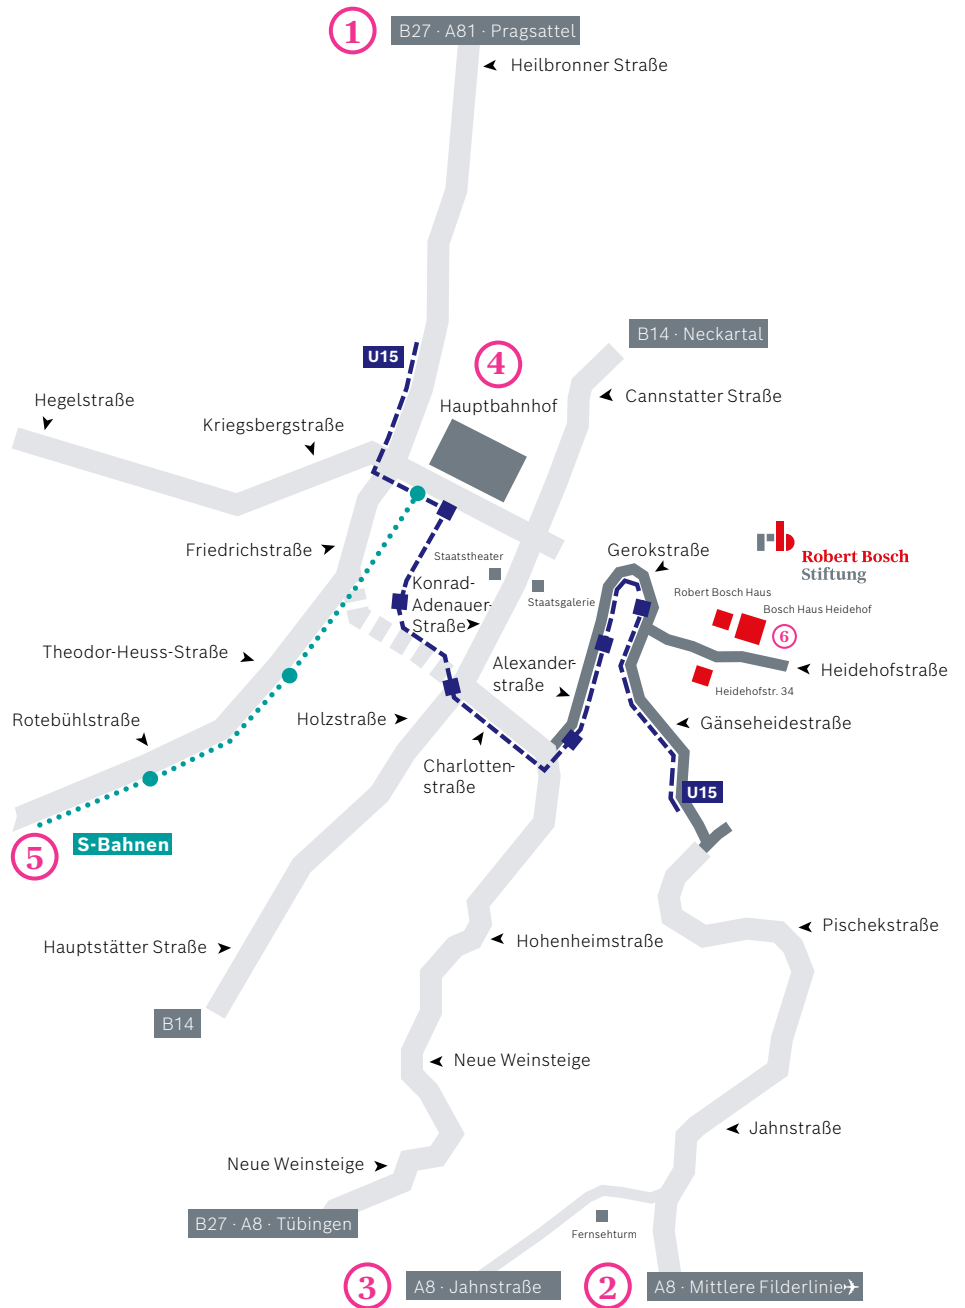 1
B27 · A81 · Pragsattel
Heilbronner Straße
B14 · Neckartal
U15
4
Hauptbahnhof
Cannstatter Straße
Hegelstraße
Kriegsbergstraße
Friedrichstraße
Staatstheater
Staatsgalerie
Konrad-
Adenauer-
Straße
Gerokstraße
Robert Bosch
Stiftung
Robert Bosch Haus
Bosch Haus Heidehof
6
Theodor-Heuss-Straße
Alexander-
straße
Heidehofstraße
Heidehofstr. 34
Rotebühlstraße
Holzstraße
Gänseheidestraße
Charlotten-
straße
U15
S-Bahnen
5
Hauptstätter Straße
Hohenheimstraße
Pischekstraße
B14
Neue Weinsteige
Jahnstraße
Neue Weinsteige
B27 · A8 · Tübingen
Fernsehturm
3
A8 · Jahnstraße
2
A8 · Mittlere Filderlinie